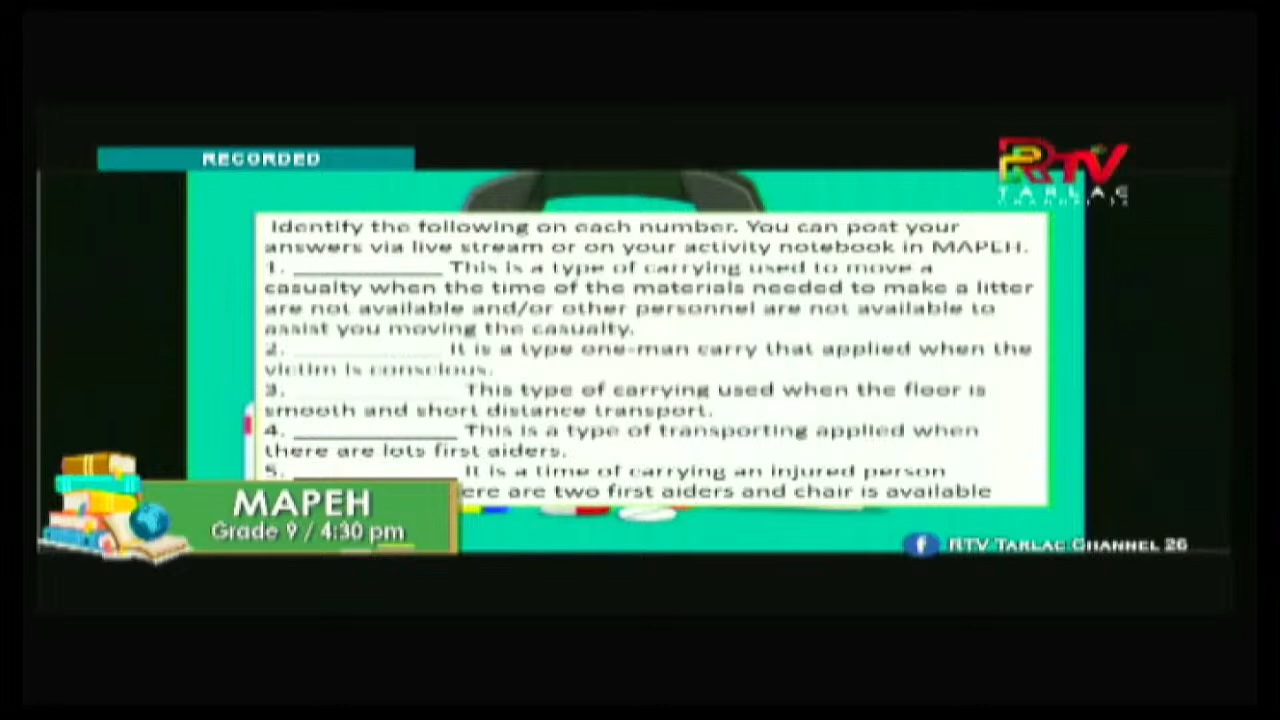 RECORDED
RTV
TARLAC
Identify the following on each number. You can post your
answers via live stream or on your activity notebook in MAPEH.
1. ____________ This is a type of carrying used to move a
casualty when the time of the materials needed to make a litter
are not available and/or other personnel are not available to
assist you moving the casualty.
2. ____________ It is a type one-man carry that applied when the
victim is conscious.
3. ____________ This type of carrying used when the floor is
smooth and short distance transport.
4. ____________ This is a type of transporting applied when
there are lots first aiders.
5. ____________ It is a time of carrying an injured person
ere are two first aiders and chair is available
MAPEH
Grade 9 / 4:30 pm
f RTV TARLAC CHANNEL 26